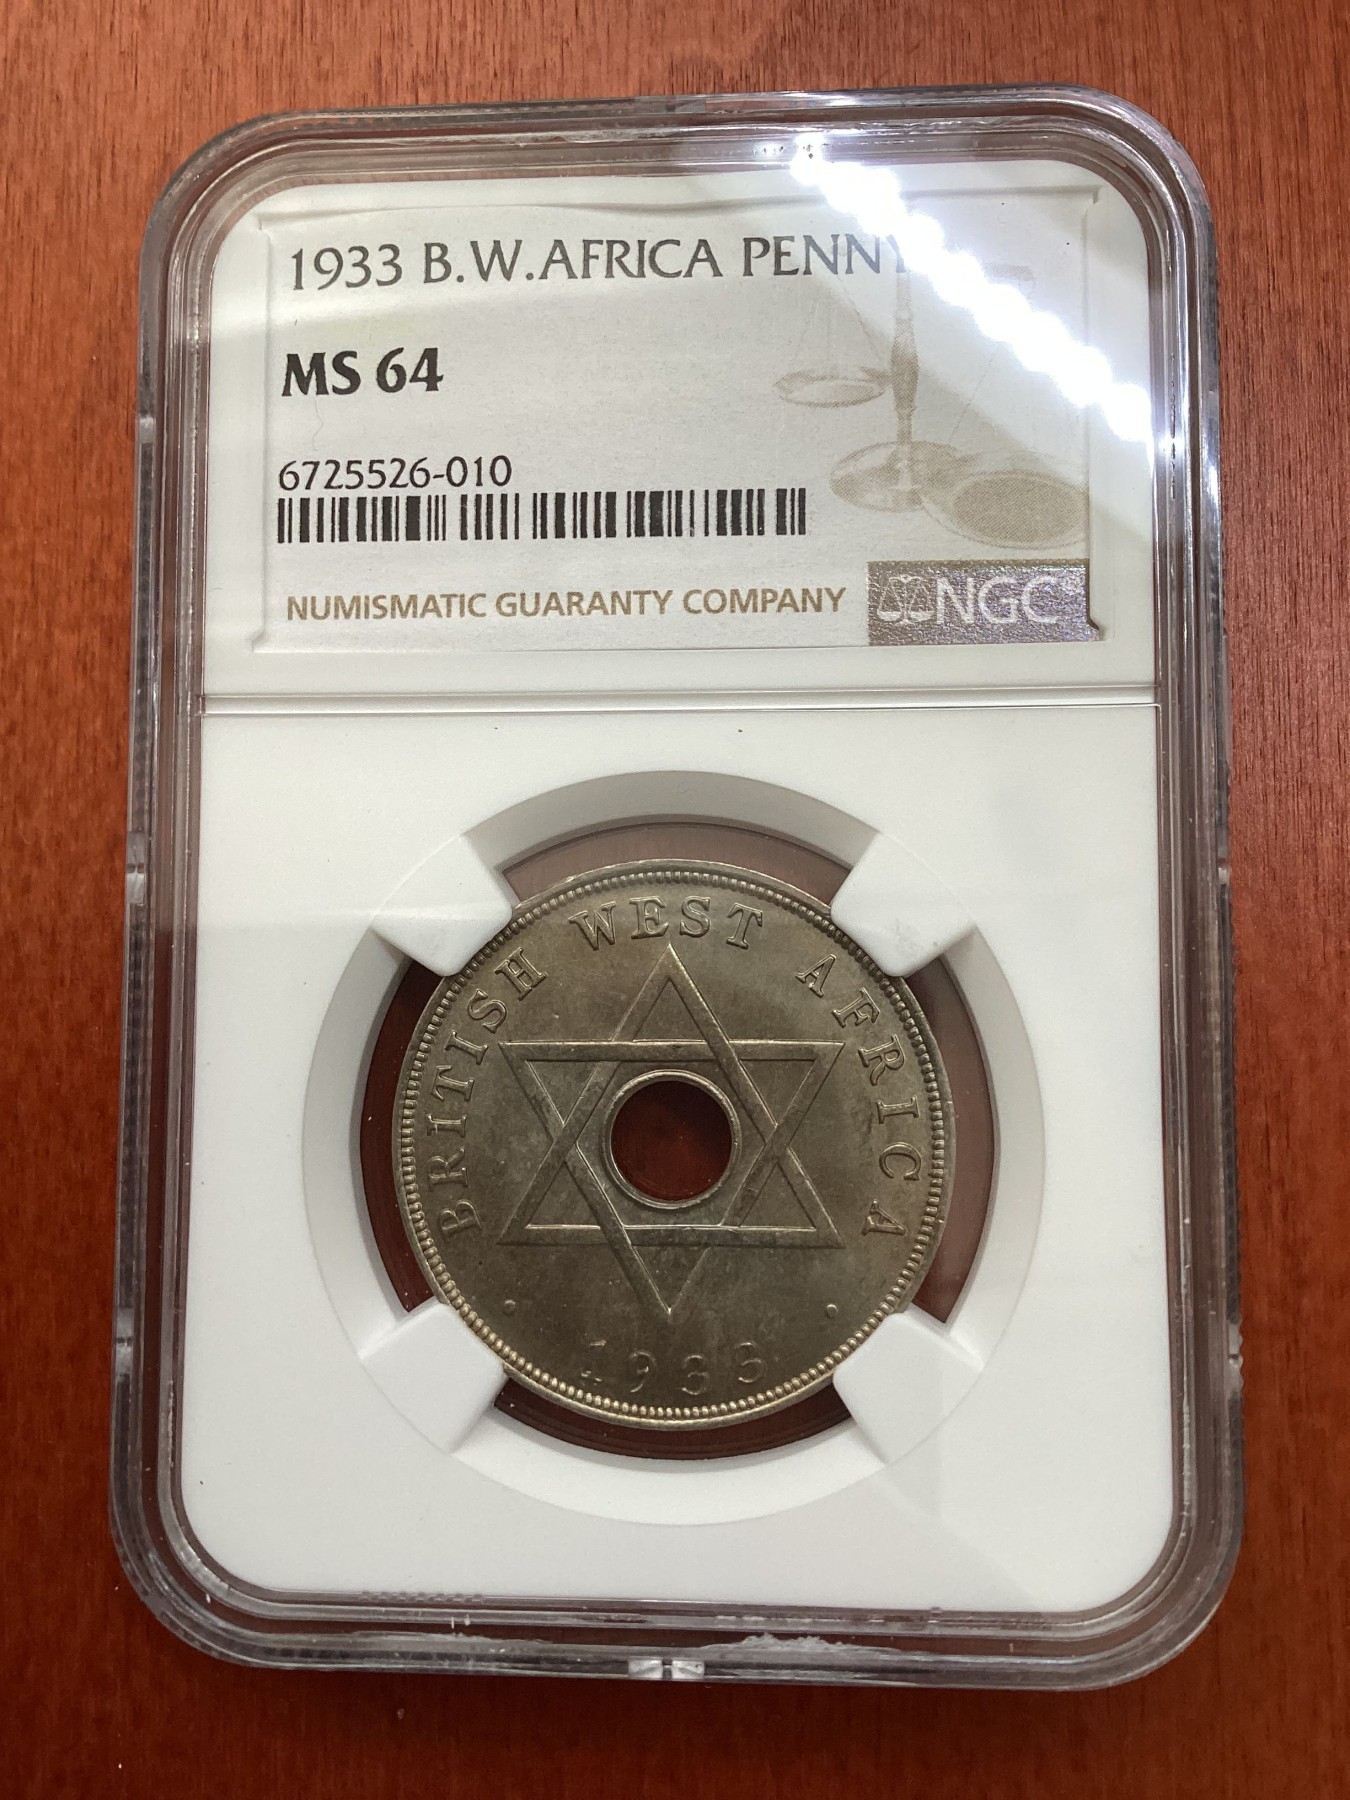 1933 B.W.AFRICA PENNY
MS 64
6725526-010
NUMISMATIC GUARANTY COMPANY
NGC®
BRITISH WEST AFRICA
• 1933 •